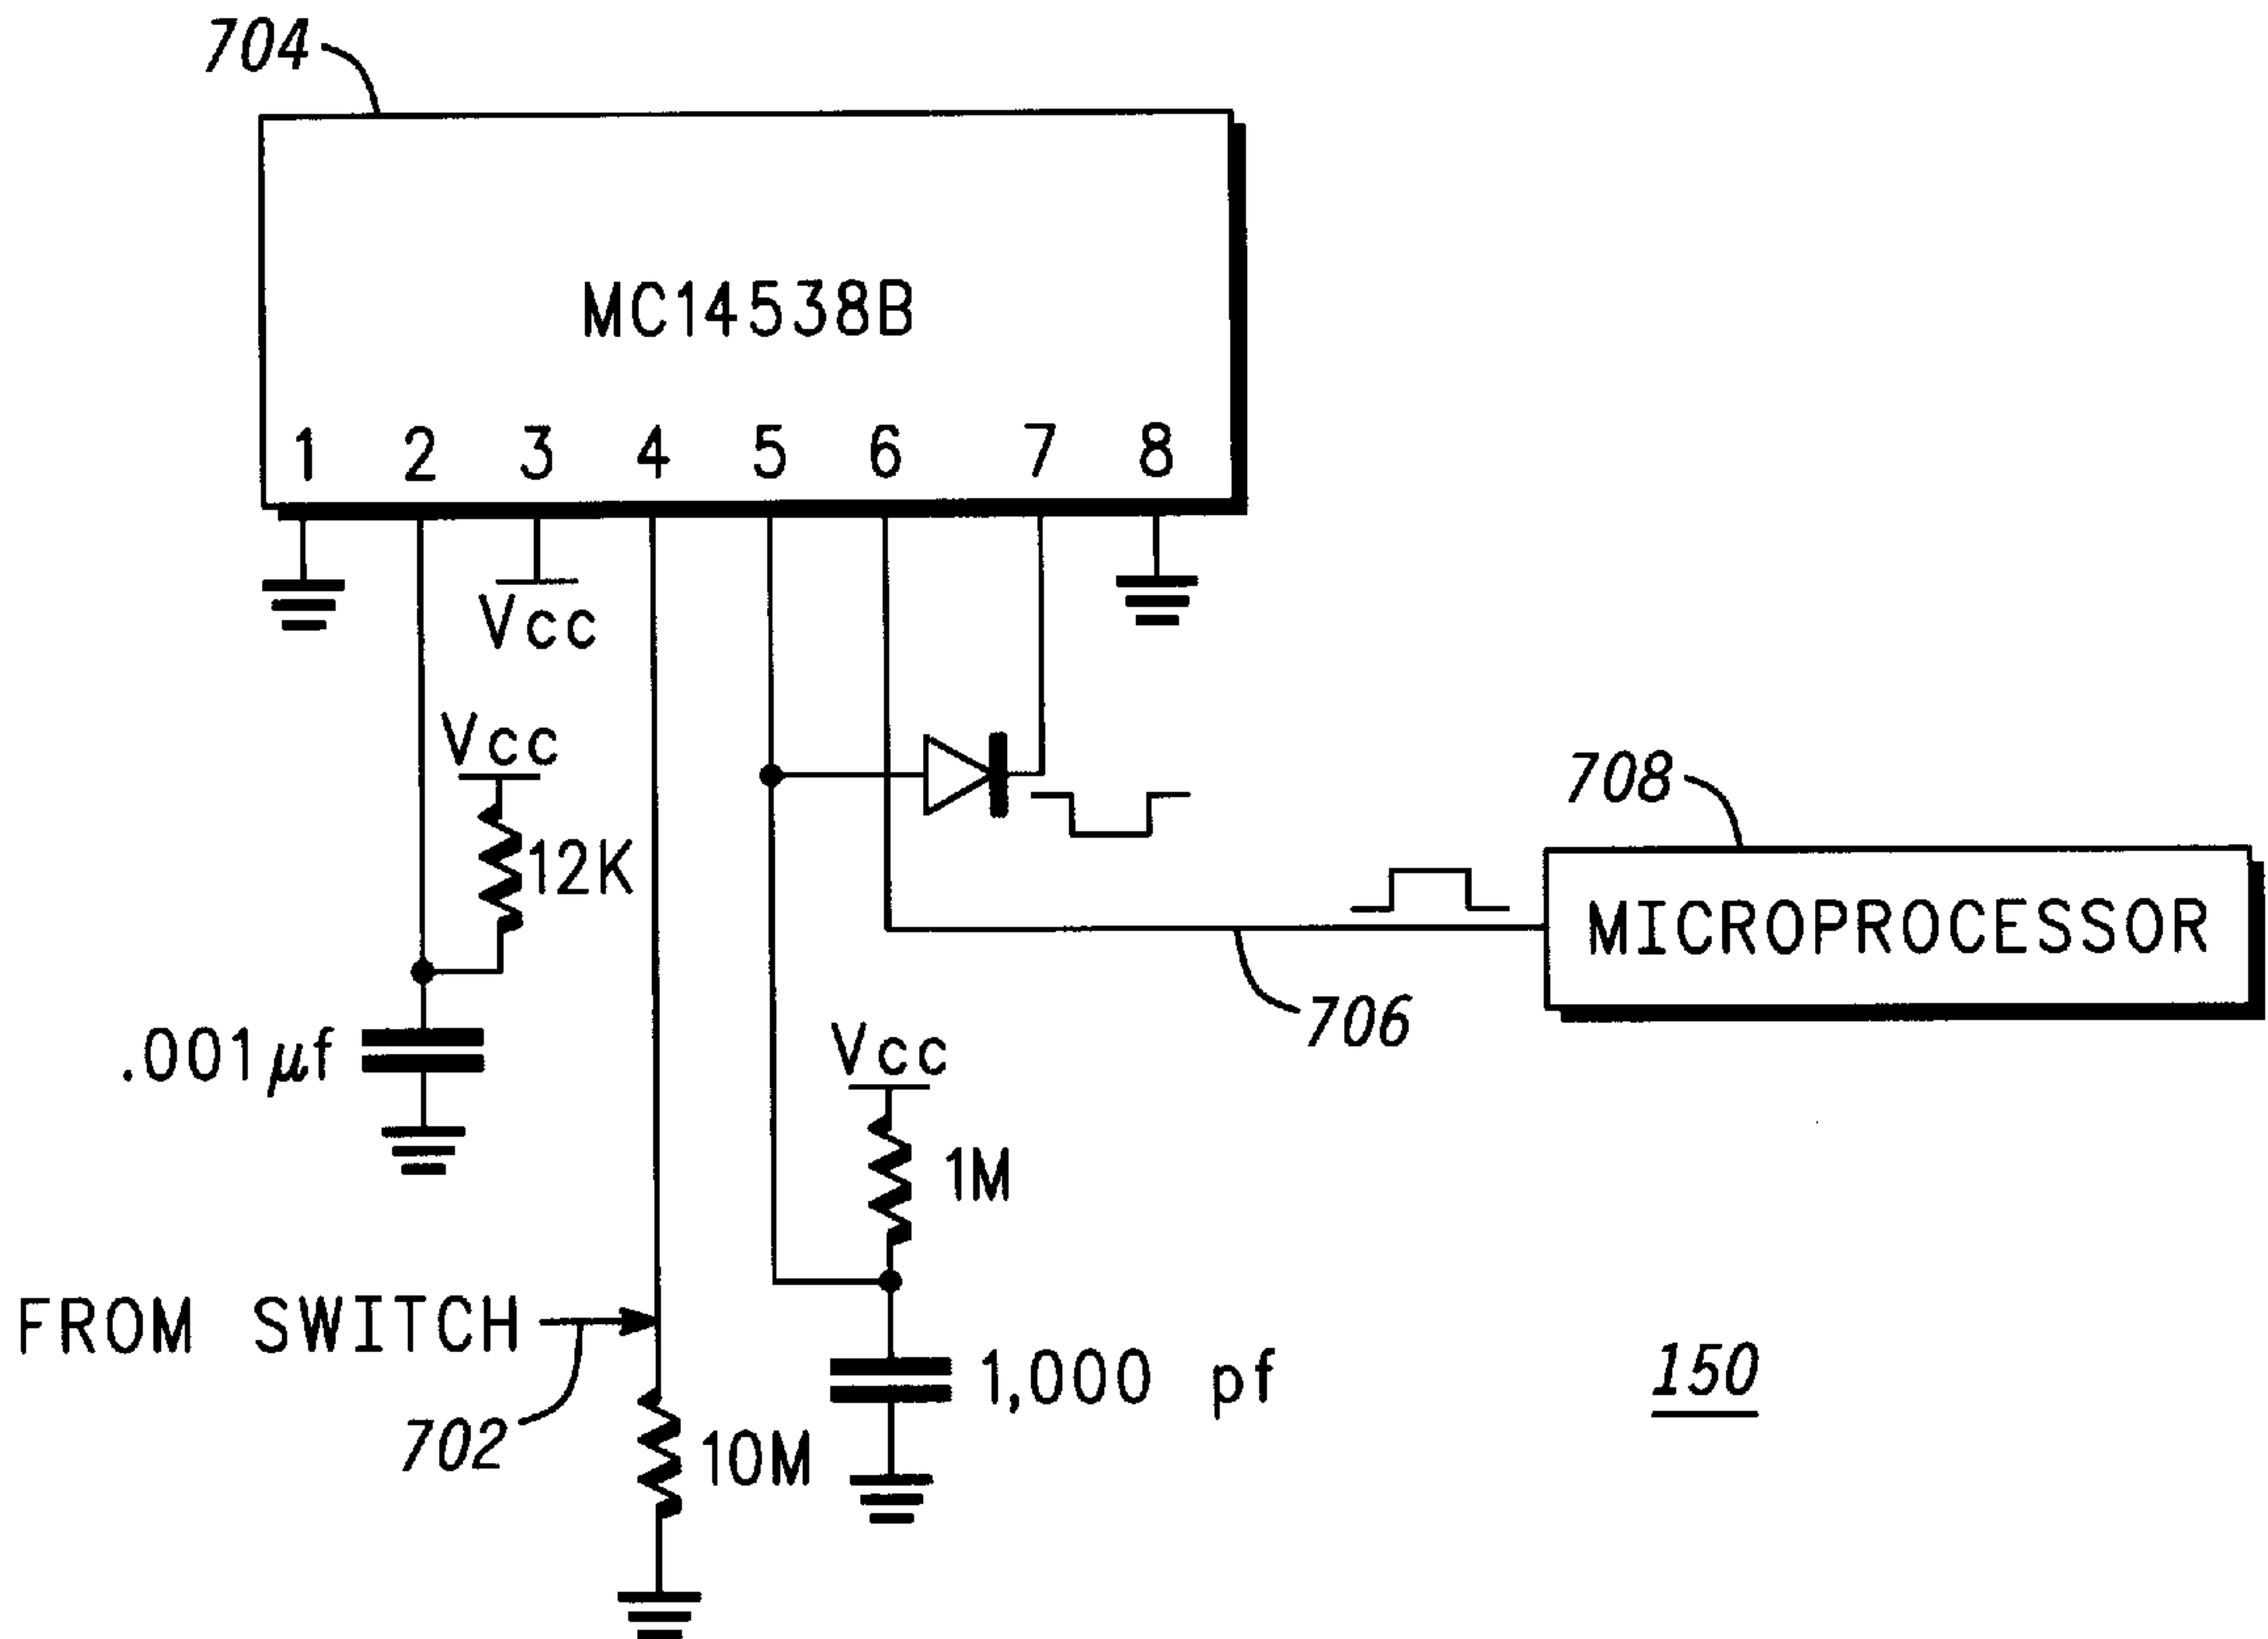 704
MC14538B
1 2 3 4 5 6 7 8
Vcc
Vcc
12K
708
MICROPROCESSOR
706
.001µf
Vcc
1M
FROM SWITCH
702
1,000 pf
10M
150